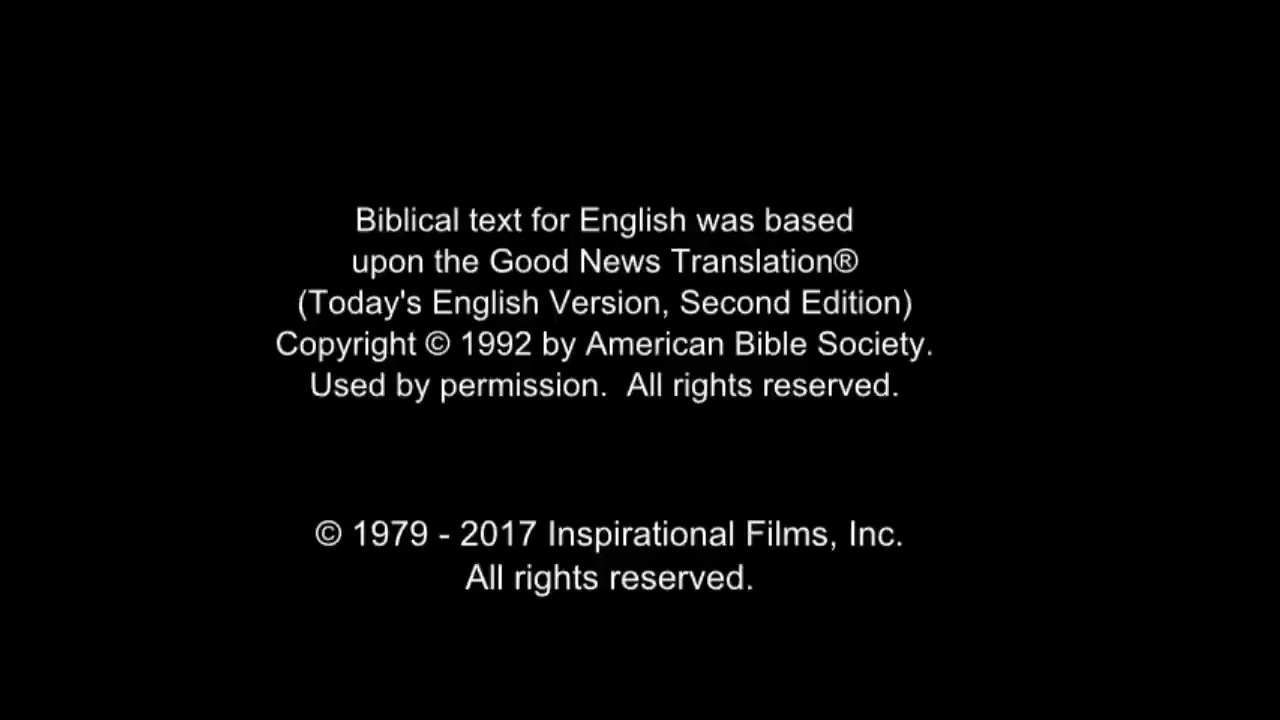 Biblical text for English was based
upon the Good News Translation®
(Today's English Version, Second Edition)
Copyright © 1992 by American Bible Society.
Used by permission.  All rights reserved.
© 1979 - 2017 Inspirational Films, Inc.
All rights reserved.